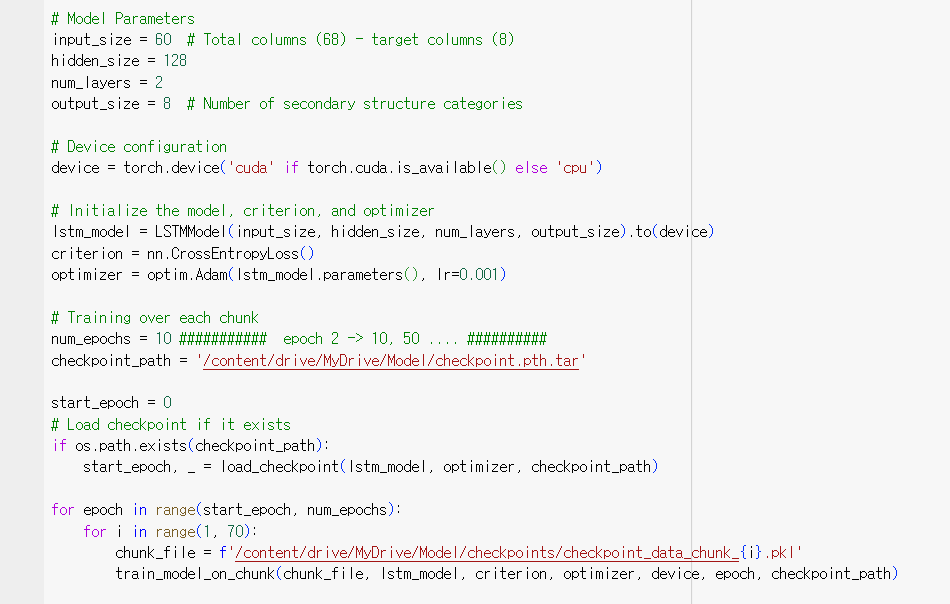 # Model Parameters
input_size = 60  # Total columns (68) - target columns (8)
hidden_size = 128
num_layers = 2
output_size = 8  # Number of secondary structure categories

# Device configuration
device = torch.device('cuda' if torch.cuda.is_available() else 'cpu')

# Initialize the model, criterion, and optimizer
lstm_model = LSTMModel(input_size, hidden_size, num_layers, output_size).to(device)
criterion = nn.CrossEntropyLoss()
optimizer = optim.Adam(lstm_model.parameters(), lr=0.001)

# Training over each chunk
num_epochs = 10 ###########  epoch 2 -> 10, 50 .... ##########
checkpoint_path = '/content/drive/MyDrive/Model/checkpoint.pth.tar'

start_epoch = 0
# Load checkpoint if it exists
if os.path.exists(checkpoint_path):
    start_epoch, _ = load_checkpoint(lstm_model, optimizer, checkpoint_path)

for epoch in range(start_epoch, num_epochs):
    for i in range(1, 70):
        chunk_file = f'/content/drive/MyDrive/Model/checkpoints/checkpoint_data_chunk_{i}.pkl'
        train_model_on_chunk(chunk_file, lstm_model, criterion, optimizer, device, epoch, checkpoint_path)